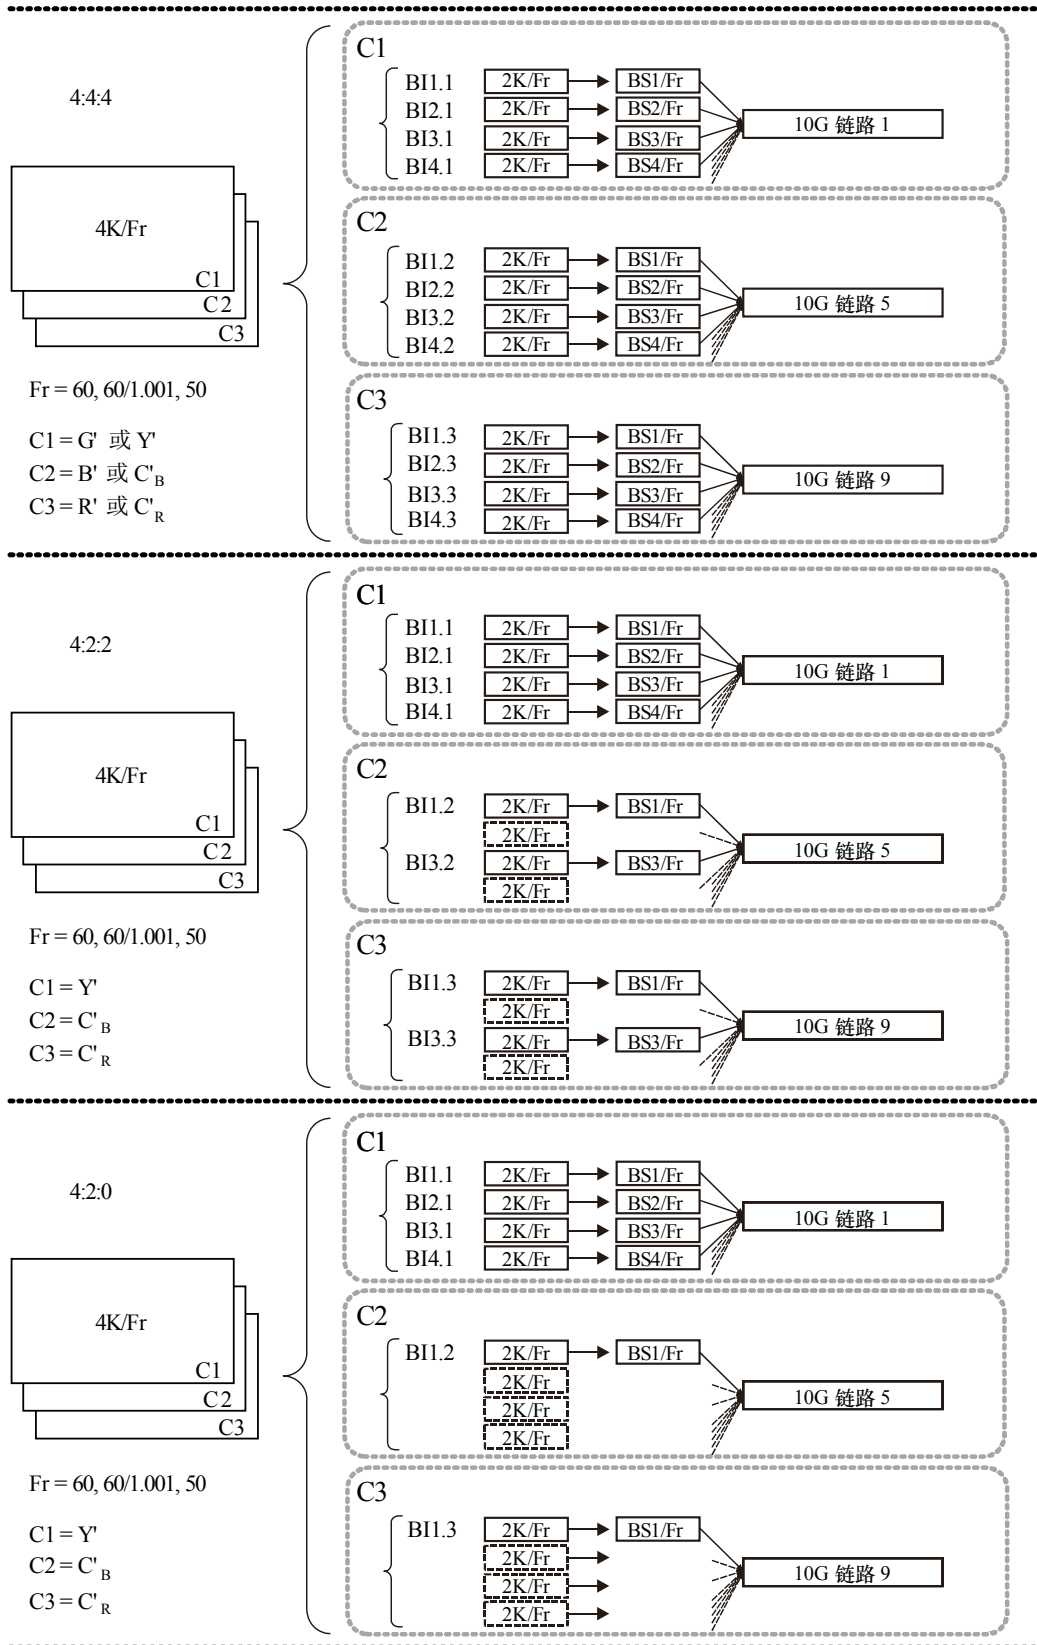 4:4:4
4K/Fr
C1
C2
C3
Fr = 60, 60/1.001, 50
C1 = G' 或 Y'
C2 = B' 或 C'B
C3 = R' 或 C'R
C1
BI1.1 2K/Fr BS1/Fr
BI2.1 2K/Fr BS2/Fr
BI3.1 2K/Fr BS3/Fr
BI4.1 2K/Fr BS4/Fr
10G 链路 1
C2
BI1.2 2K/Fr BS1/Fr
BI2.2 2K/Fr BS2/Fr
BI3.2 2K/Fr BS3/Fr
BI4.2 2K/Fr BS4/Fr
10G 链路 5
C3
BI1.3 2K/Fr BS1/Fr
BI2.3 2K/Fr BS2/Fr
BI3.3 2K/Fr BS3/Fr
BI4.3 2K/Fr BS4/Fr
10G 链路 9
4:2:2
4K/Fr
C1
C2
C3
Fr = 60, 60/1.001, 50
C1 = Y'
C2 = C'B
C3 = C'R
C1
BI1.1 2K/Fr BS1/Fr
BI2.1 2K/Fr BS2/Fr
BI3.1 2K/Fr BS3/Fr
BI4.1 2K/Fr BS4/Fr
10G 链路 1
C2
BI1.2 2K/Fr BS1/Fr
2K/Fr
BI3.2 2K/Fr BS3/Fr
2K/Fr
10G 链路 5
C3
BI1.3 2K/Fr BS1/Fr
2K/Fr
BI3.3 2K/Fr BS3/Fr
2K/Fr
10G 链路 9
4:2:0
4K/Fr
C1
C2
C3
Fr = 60, 60/1.001, 50
C1 = Y'
C2 = C'B
C3 = C'R
C1
BI1.1 2K/Fr BS1/Fr
BI2.1 2K/Fr BS2/Fr
BI3.1 2K/Fr BS3/Fr
BI4.1 2K/Fr BS4/Fr
10G 链路 1
C2
BI1.2 2K/Fr BS1/Fr
2K/Fr
2K/Fr
2K/Fr
10G 链路 5
C3
BI1.3 2K/Fr BS1/Fr
2K/Fr
2K/Fr
2K/Fr
10G 链路 9